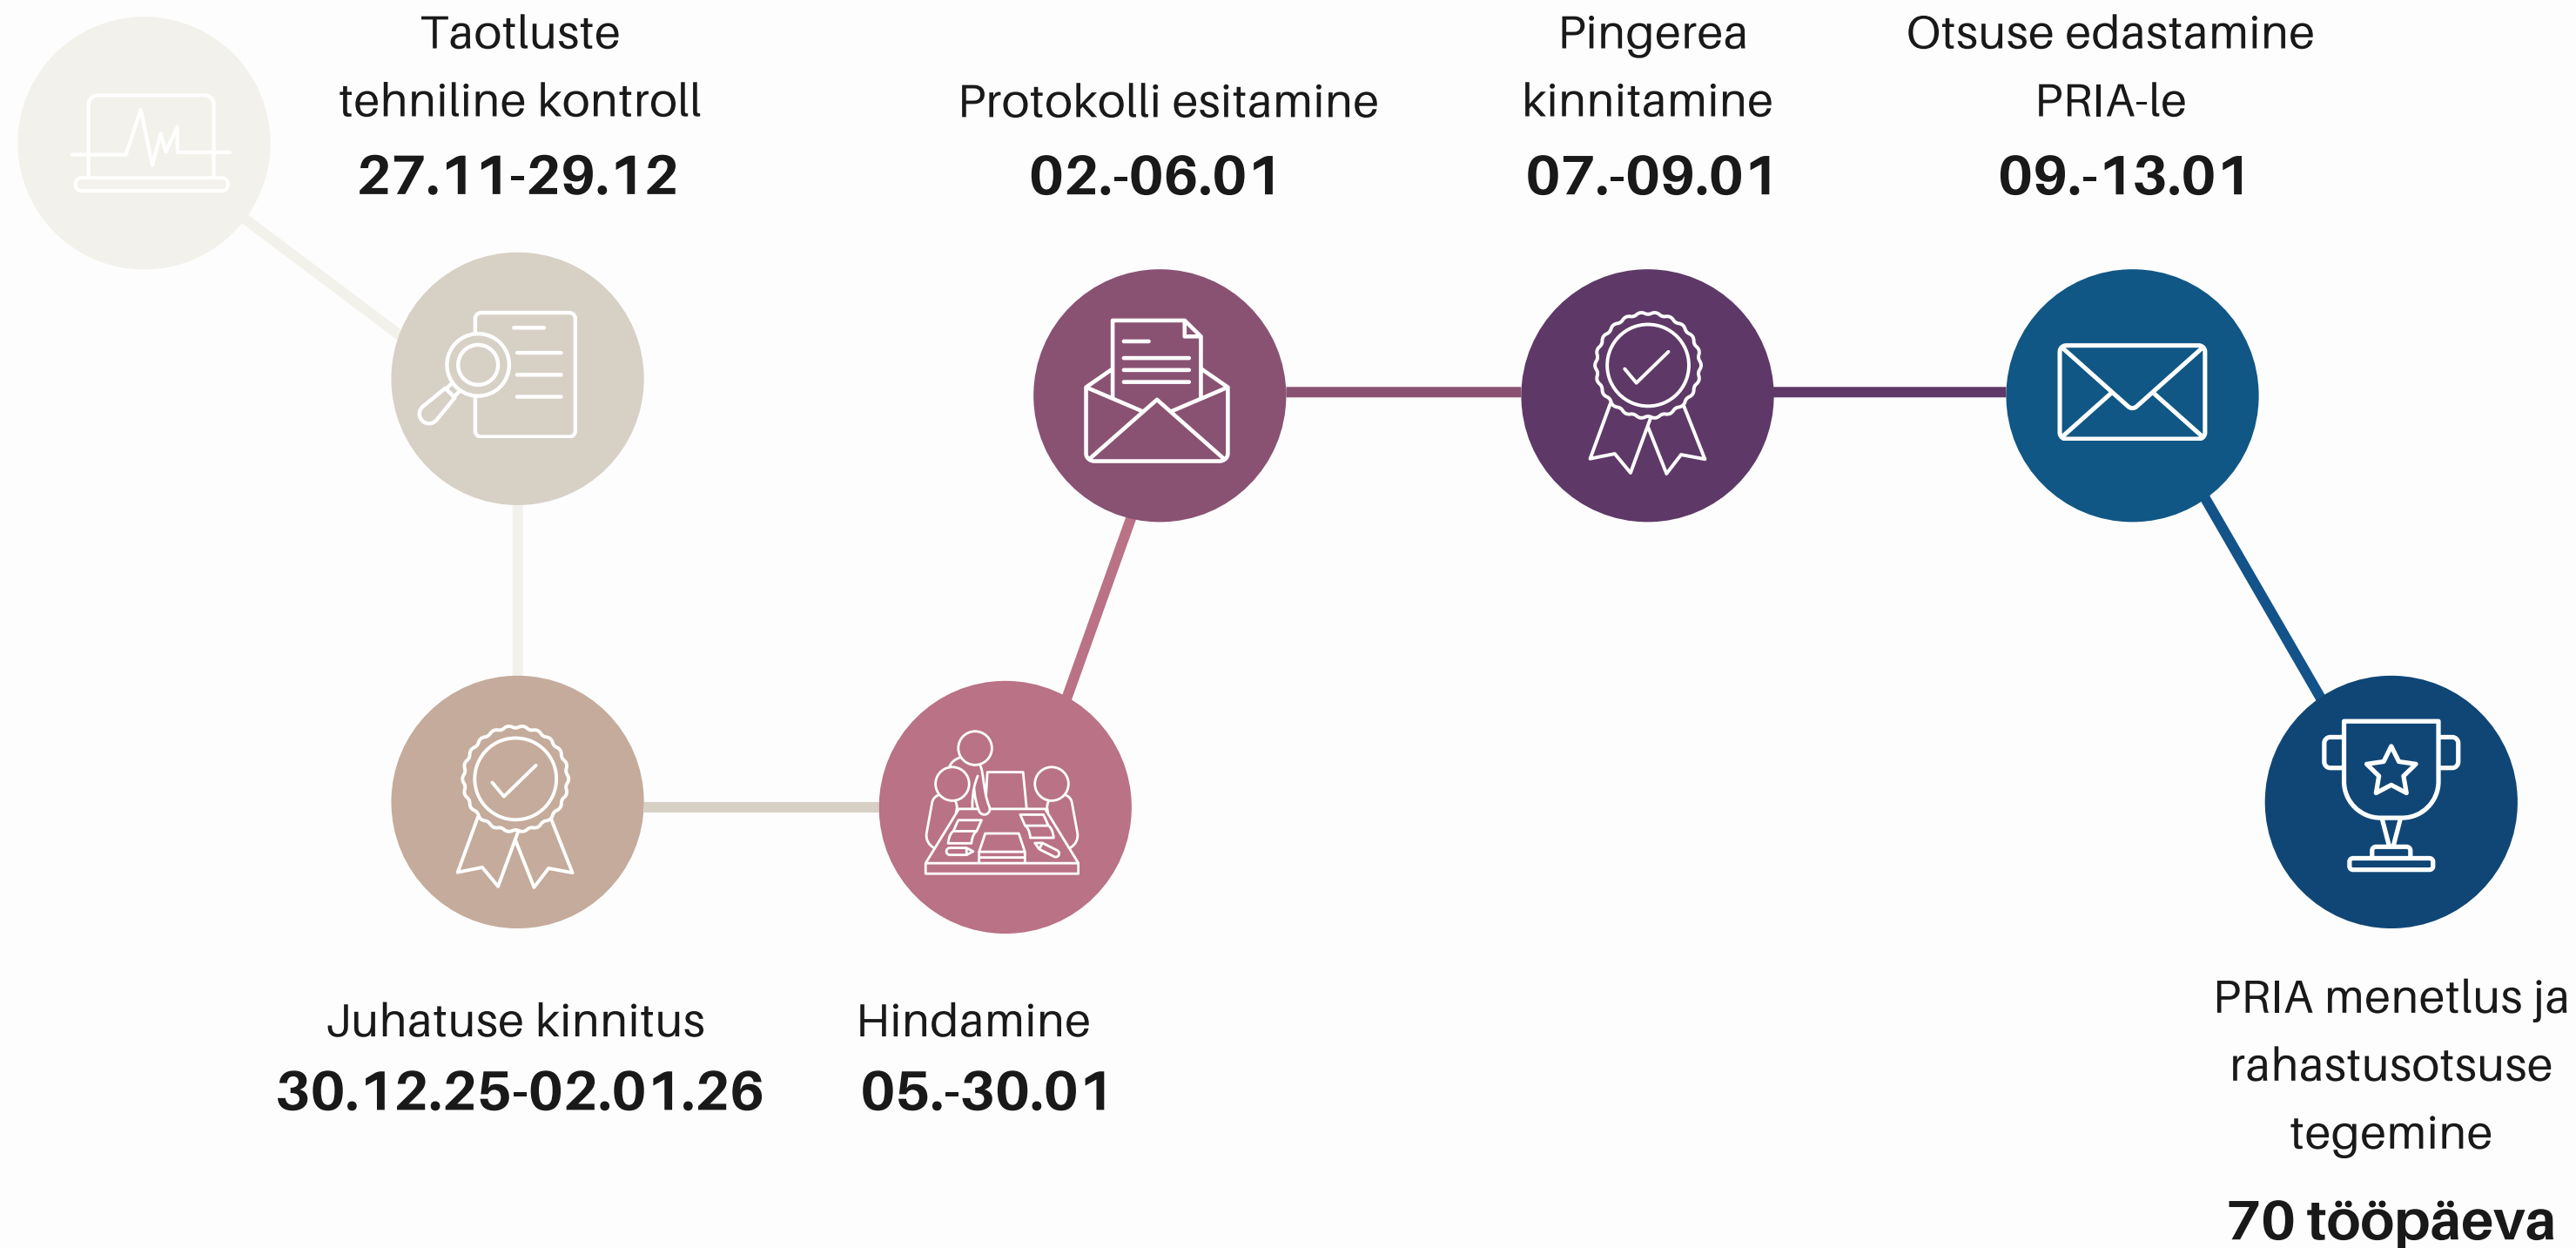 Taotluste
tehniline kontroll
27.11-29.12
Juhatuse kinnitus
30.12.25-02.01.26
Hindamine
05.-30.01
Protokolli esitamine
02.-06.01
Pingerea
kinnitamine
07.-09.01
Otsuse edastamine
PRIA-le
09.-13.01
PRIA menetlus ja
rahastusotsuse
tegemine
70 tööpäeva